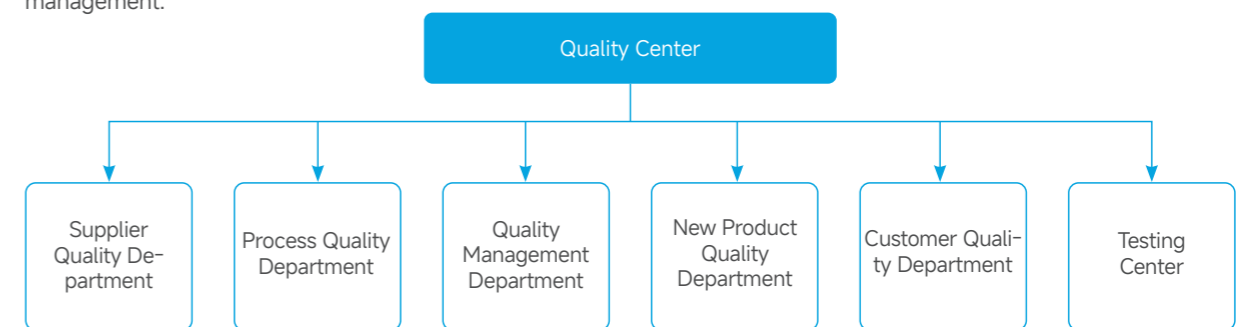 management.
Quality Center
Supplier
Quality De-
partment
Process Quality
Department
Quality
Management
Department
New Product
Quality
Department
Customer Quali-
ty Department
Testing
Center